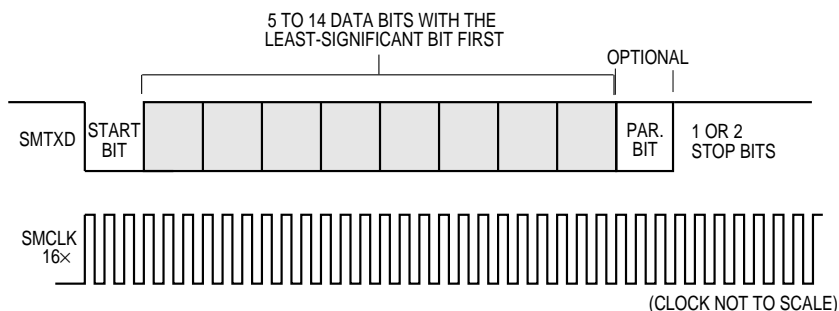 5 TO 14 DATA BITS WITH THE
LEAST-SIGNIFICANT BIT FIRST
OPTIONAL
SMTXD
START
BIT
PAR.
BIT
1 OR 2
STOP BITS
SMCLK
16×
(CLOCK NOT TO SCALE)